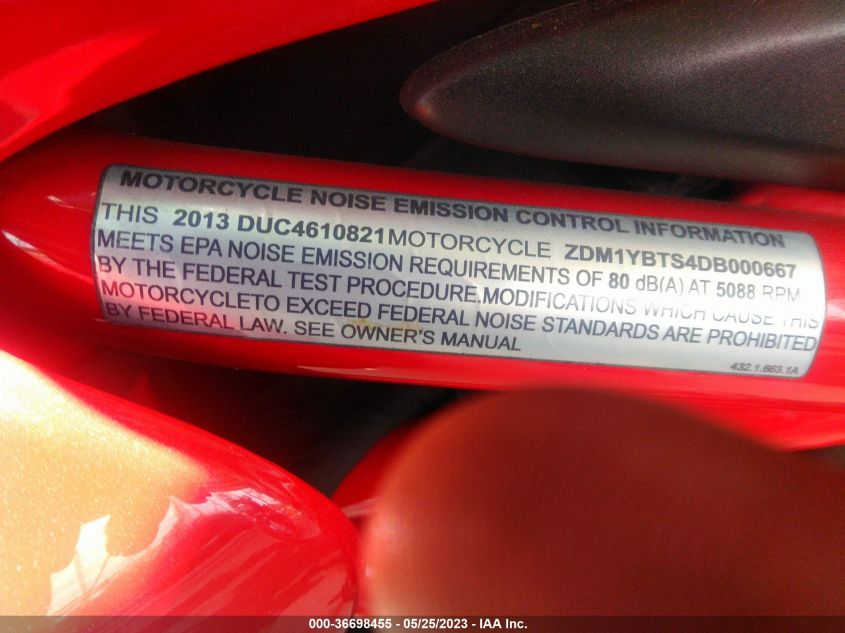 MOTORCYCLE NOISE EMISSION CONTROL INFORMATION
THIS 2013 DUC4610821MOTORCYCLE ZDM1YBTS4DB000667
MEETS EPA NOISE EMISSION REQUIREMENTS OF 80 dB(A) AT 5088 RPM
BY THE FEDERAL TEST PROCEDURE.MODIFICATIONS WHICH CAUSE THIS
MOTORCYCLETO EXCEED FEDERAL NOISE STANDARDS ARE PROHIBITED
BY FEDERAL LAW. SEE OWNER'S MANUAL
432.1.663.1A
000-36698455 / 05/25/2023 - IAA Inc.